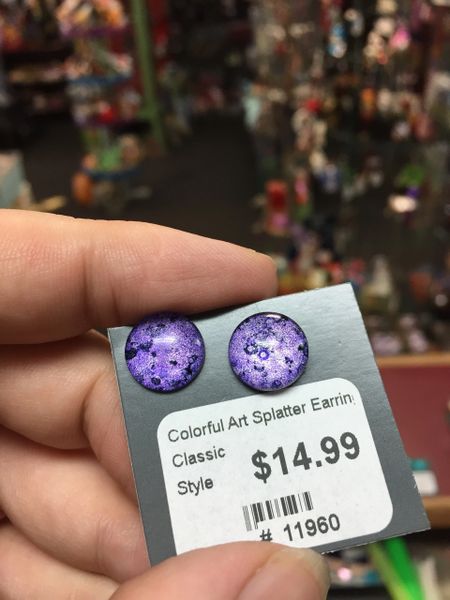 Colorful Art Splatter Earrin
Classic
Style
$14.99
# 11960